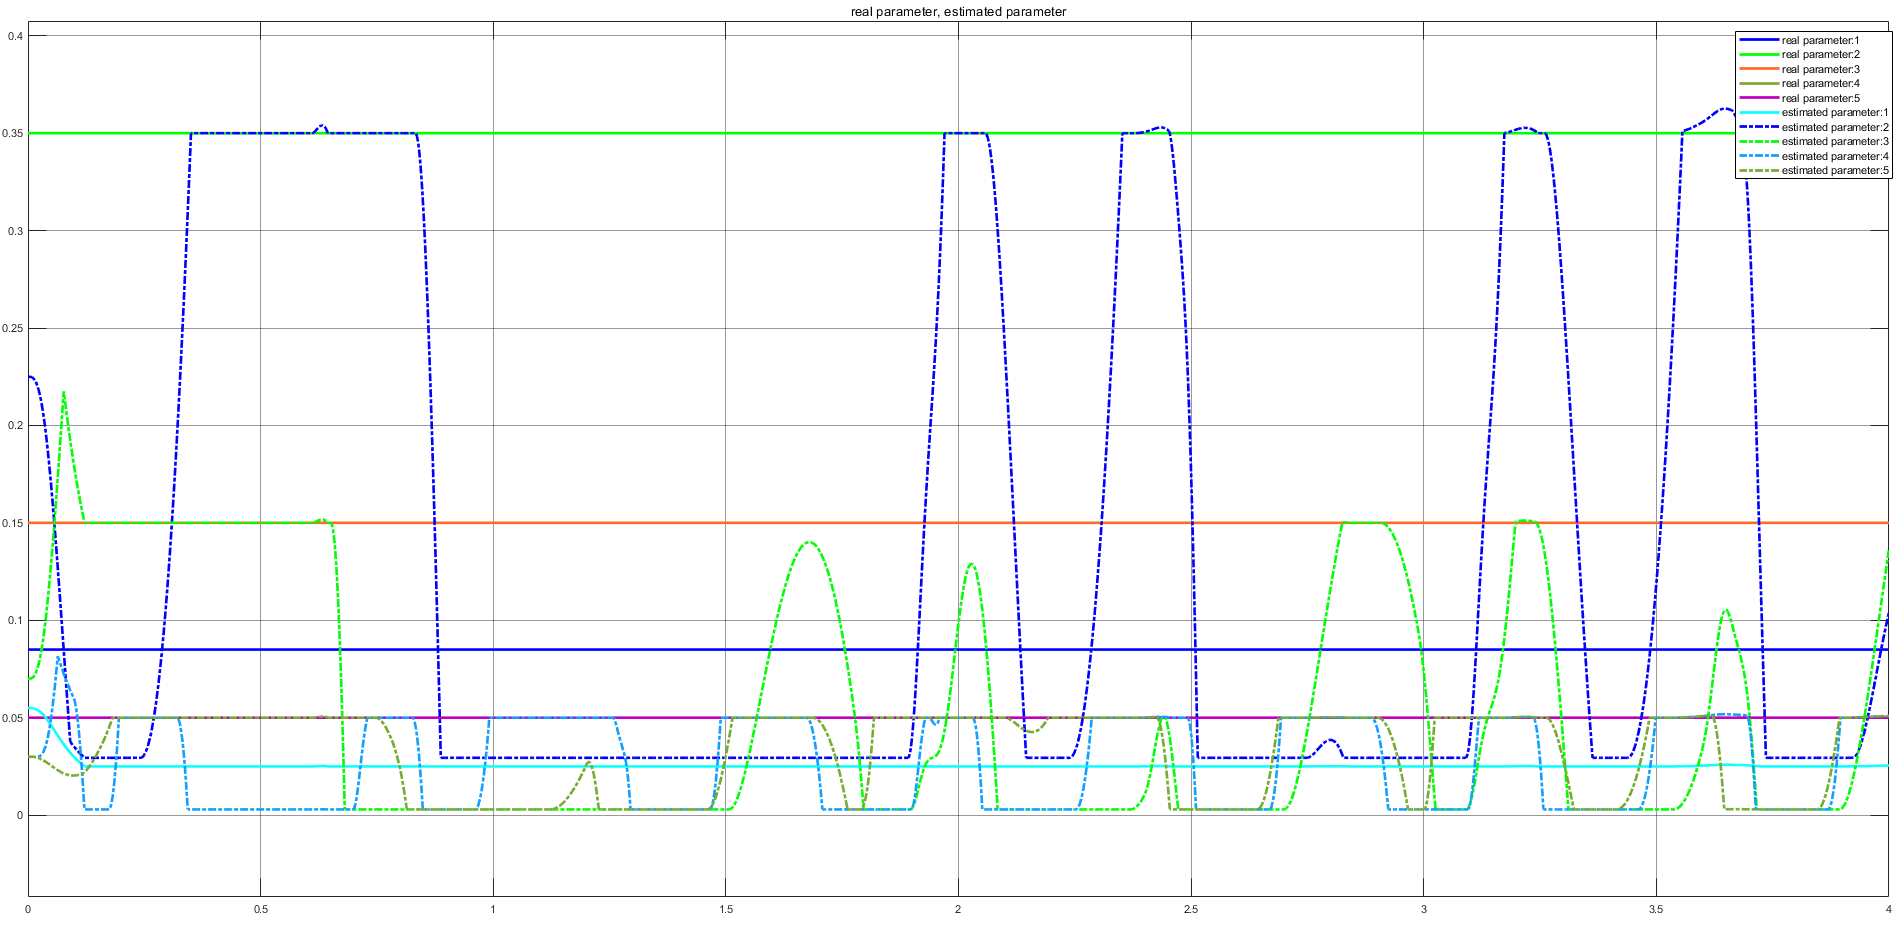 real parameter, estimated parameter
0.4
0.35
0.3
0.25
0.2
0.15
0.1
0.05
0
real parameter:1
real parameter:2
real parameter:3
real parameter:4
real parameter:5
estimated parameter:1
estimated parameter:2
estimated parameter:3
estimated parameter:4
estimated parameter:5
0 0.5 1 1.5 2 2.5 3 3.5 4